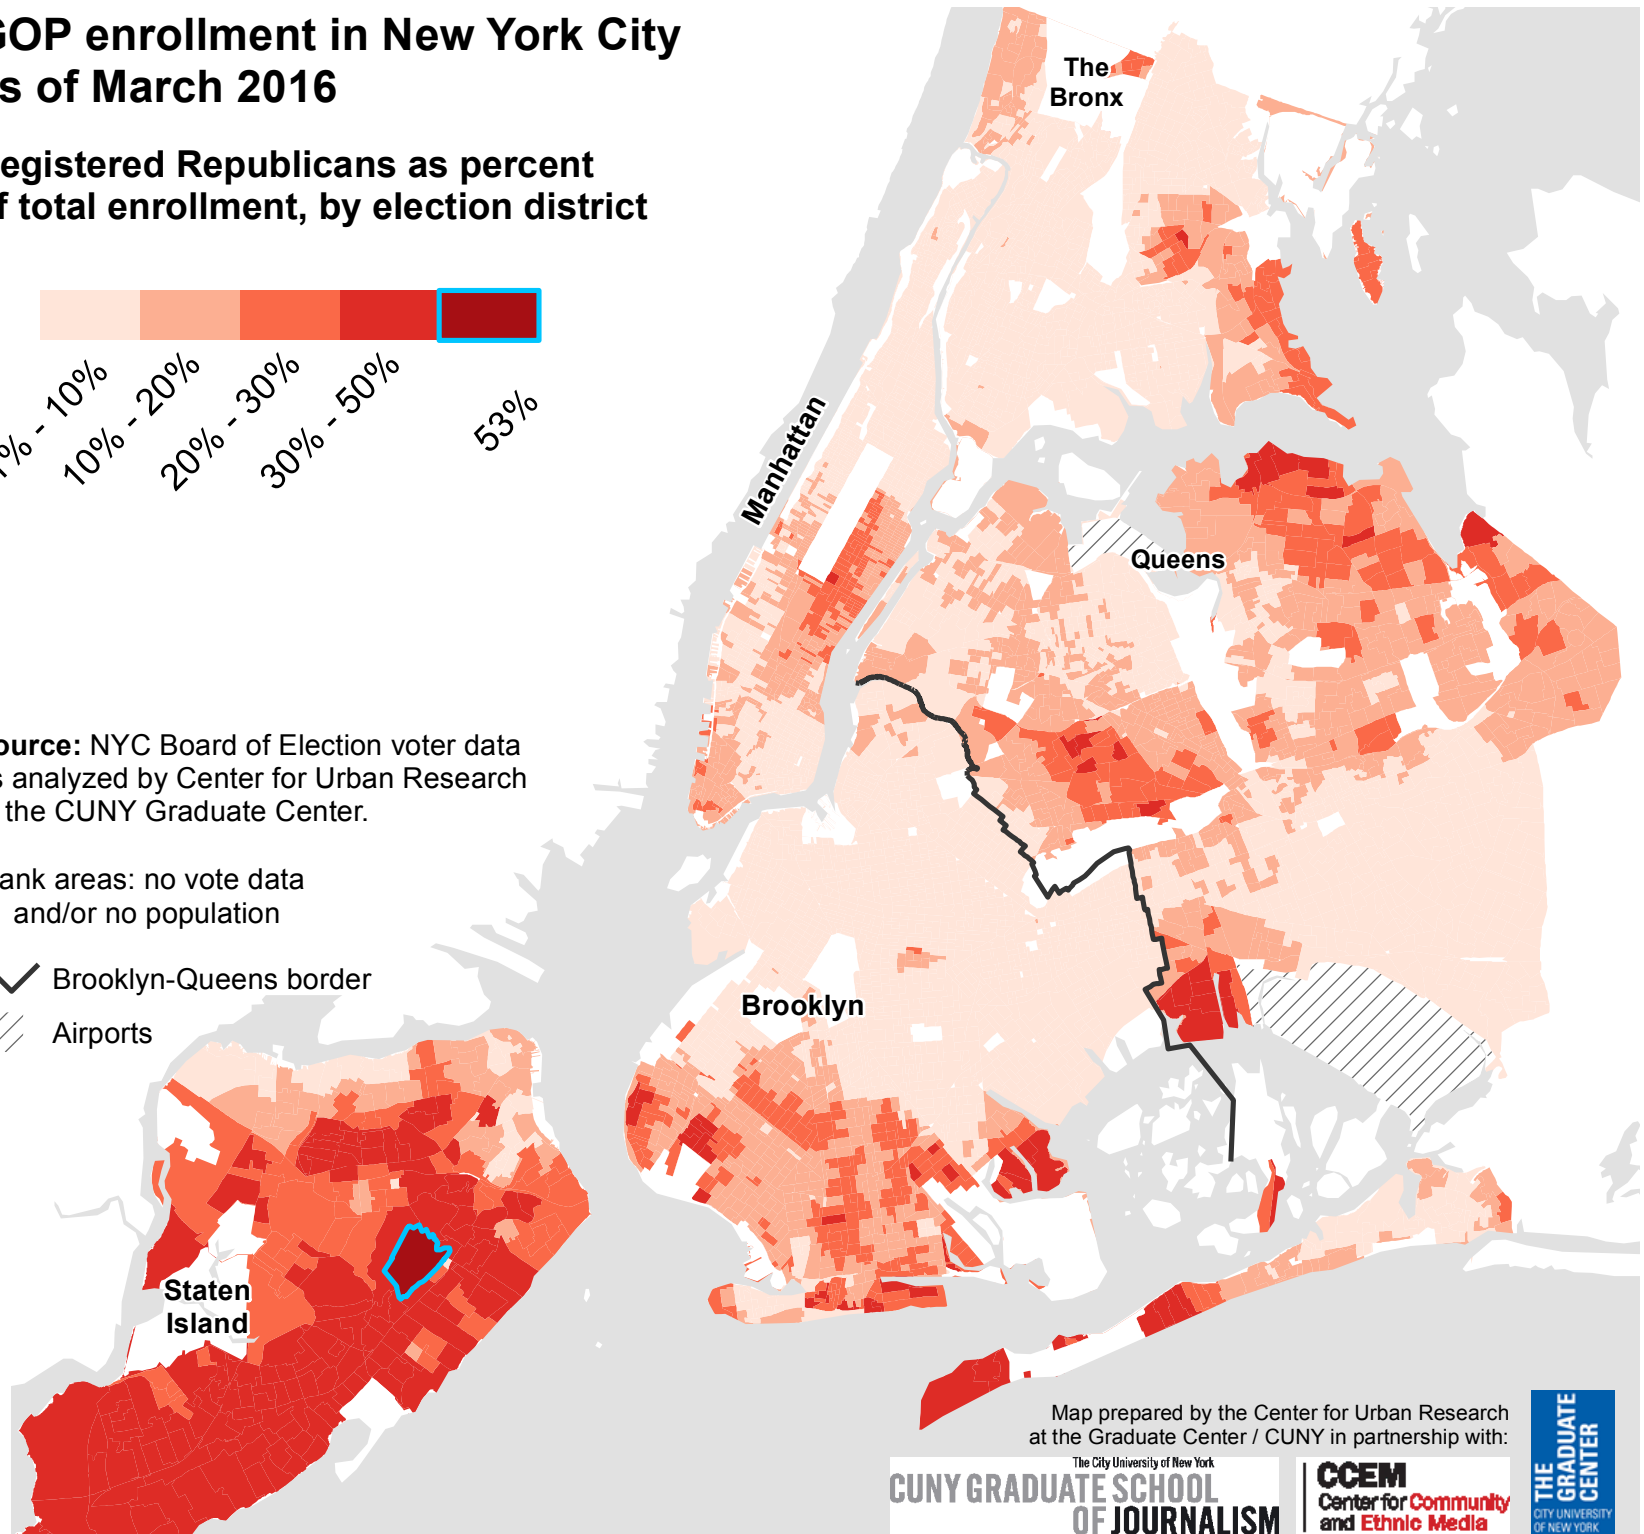 GOP enrollment in New York City
s of March 2016
egistered Republicans as percent
f total enrollment, by election district
1% - 10%
10% - 20%
20% - 30%
30% - 50%
53%
The
Bronx
Manhattan
Queens
ource: NYC Board of Election voter data
s analyzed by Center for Urban Research
the CUNY Graduate Center.
ank areas: no vote data
and/or no population
Brooklyn-Queens border
Airports
Brooklyn
Staten
Island
Map prepared by the Center for Urban Research
at the Graduate Center / CUNY in partnership with:
The City University of New York
CUNY GRADUATE SCHOOL
OF JOURNALISM
CCEM
Center for Community
and Ethnic Media
THE
GRADUATE
CENTER
CITY UNIVERSITY
OF NEW YORK